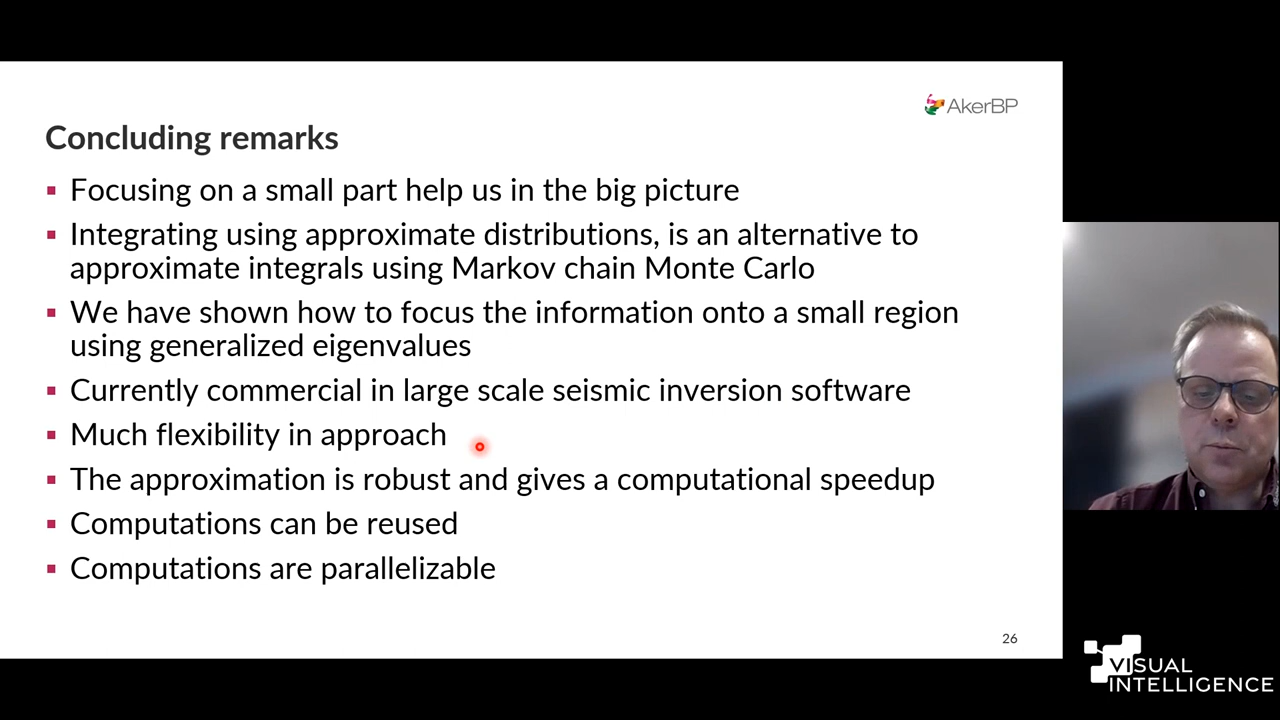 AkerBP
Concluding remarks
▪ Focusing on a small part help us in the big picture
▪ Integrating using approximate distributions, is an alternative to
approximate integrals using Markov chain Monte Carlo
▪ We have shown how to focus the information onto a small region
using generalized eigenvalues
▪ Currently commercial in large scale seismic inversion software
▪ Much flexibility in approach
▪ The approximation is robust and gives a computational speedup
▪ Computations can be reused
▪ Computations are parallelizable
26
VISUAL
INTELLIGENCE